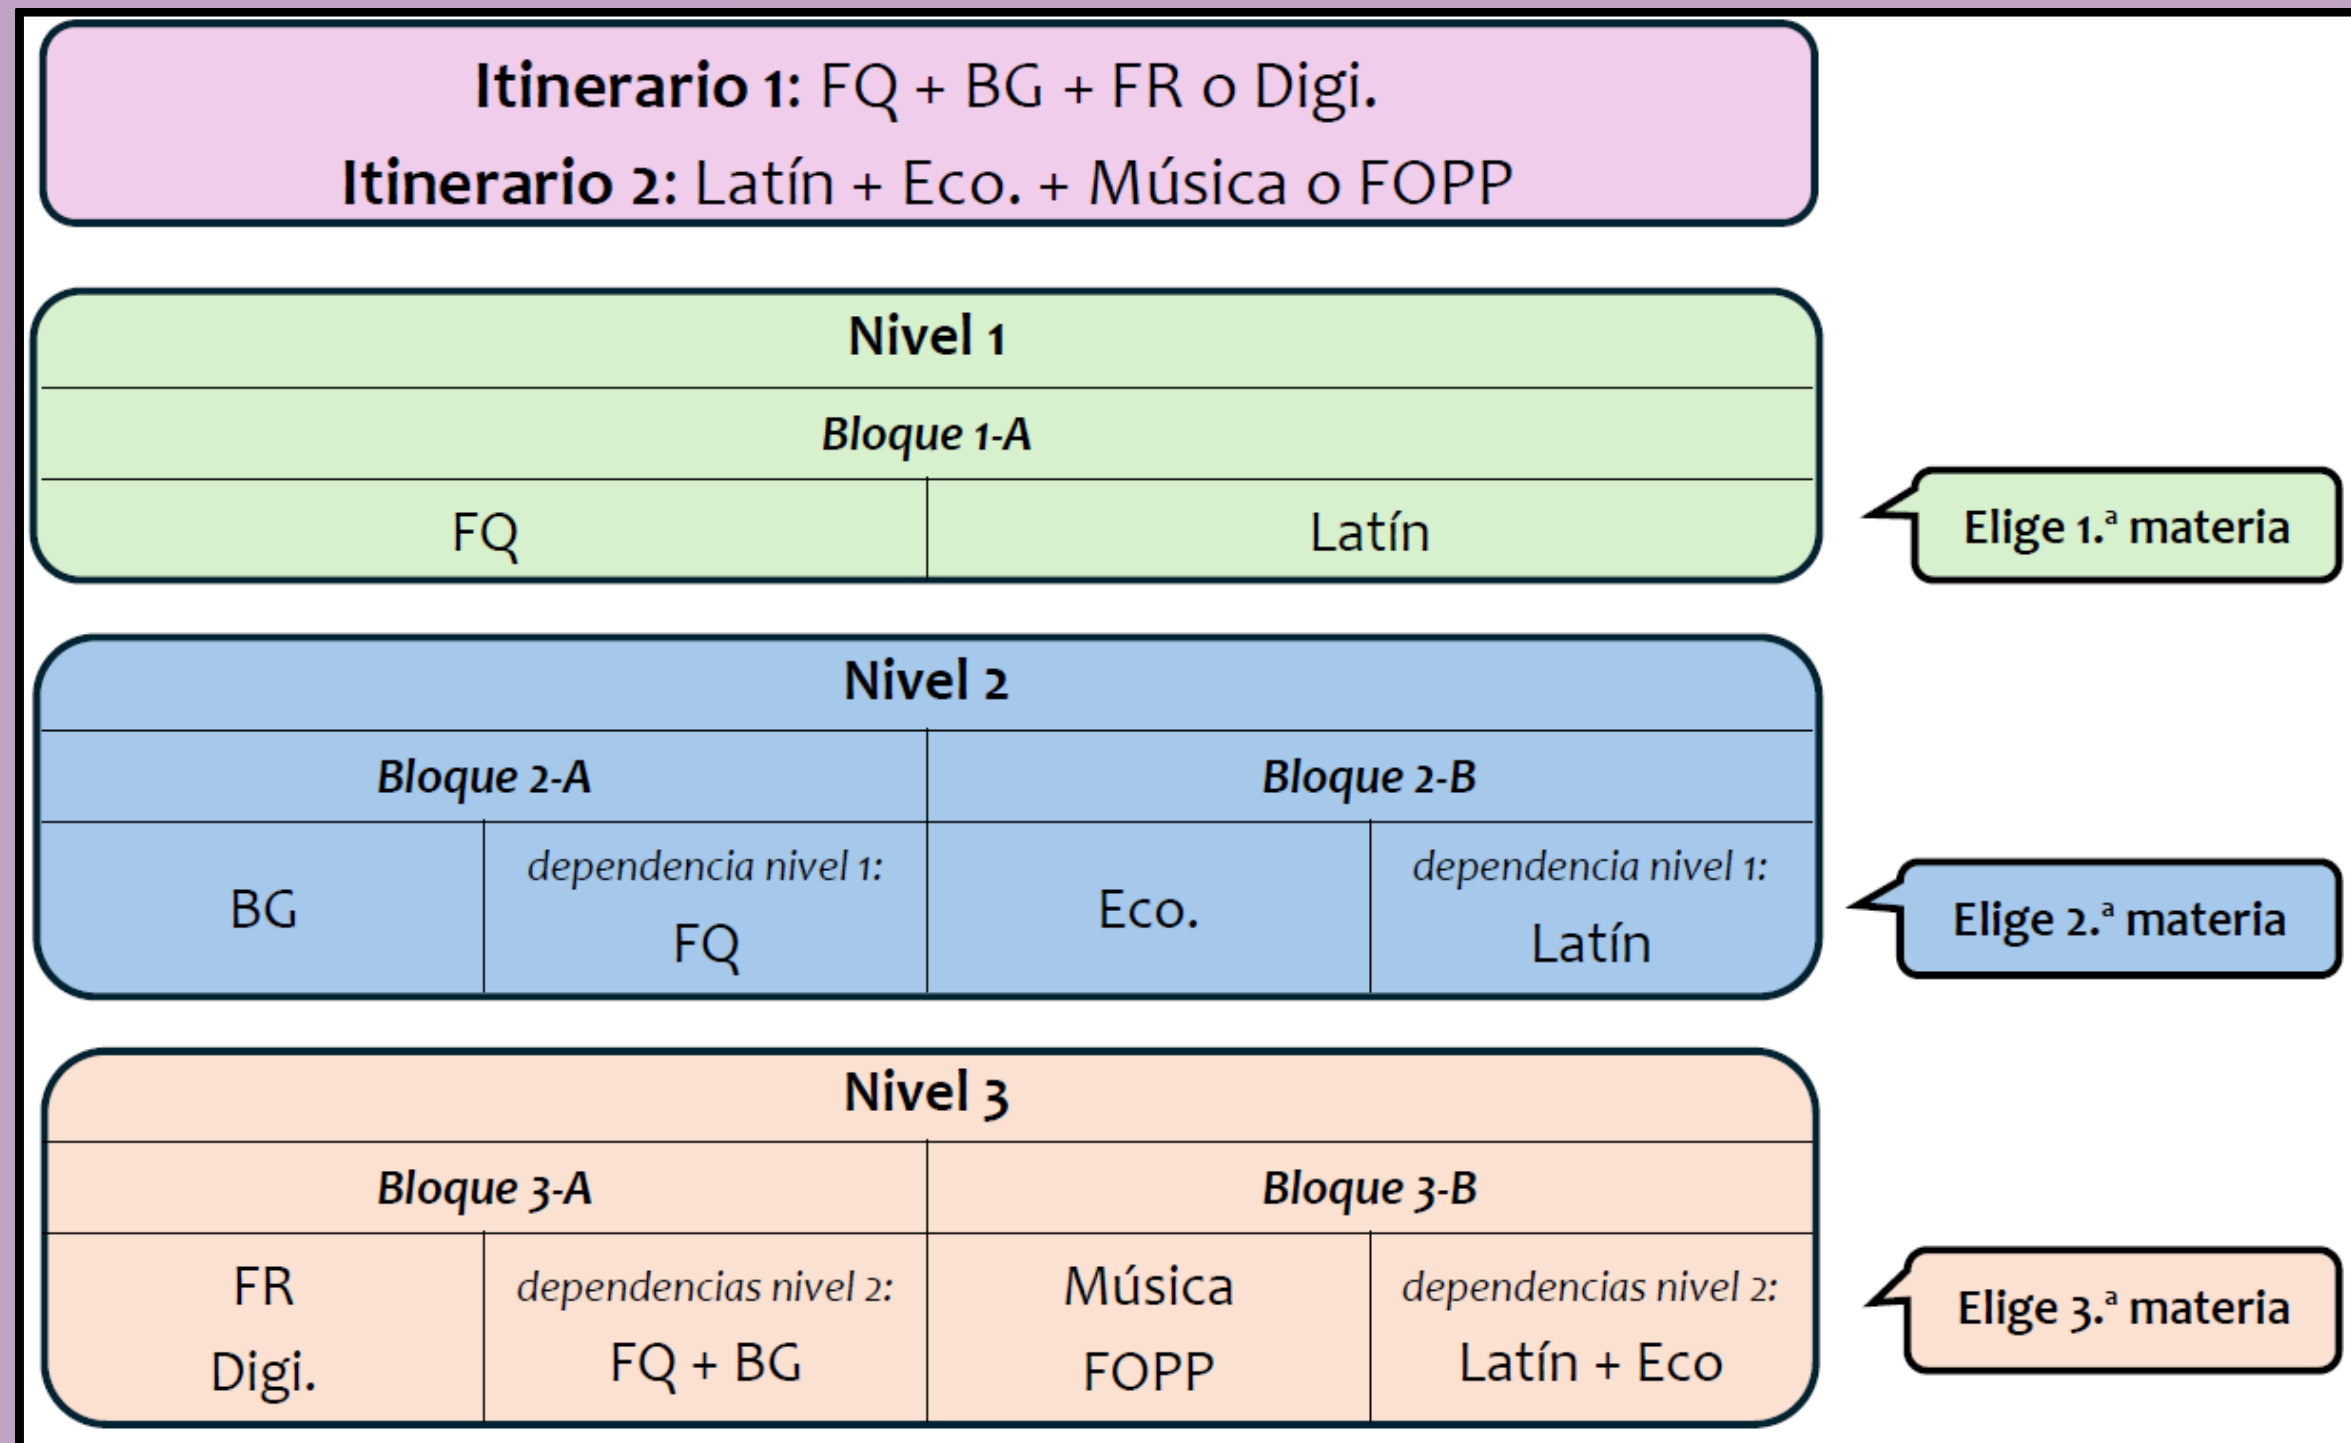 Itinerario 1: FQ + BG + FR o Digi.
Itinerario 2: Latín + Eco. + Música o FOPP
Nivel 1
Bloque 1-A
FQ
Latín
Elige 1.ª materia
Nivel 2
Bloque 2-A
Bloque 2-B
BG
dependencia nivel 1:
FQ
Eco.
dependencia nivel 1:
Latín
Elige 2.ª materia
Nivel 3
Bloque 3-A
Bloque 3-B
FR
Digi.
dependencias nivel 2:
FQ + BG
Música
FOPP
dependencias nivel 2:
Latín + Eco
Elige 3.ª materia